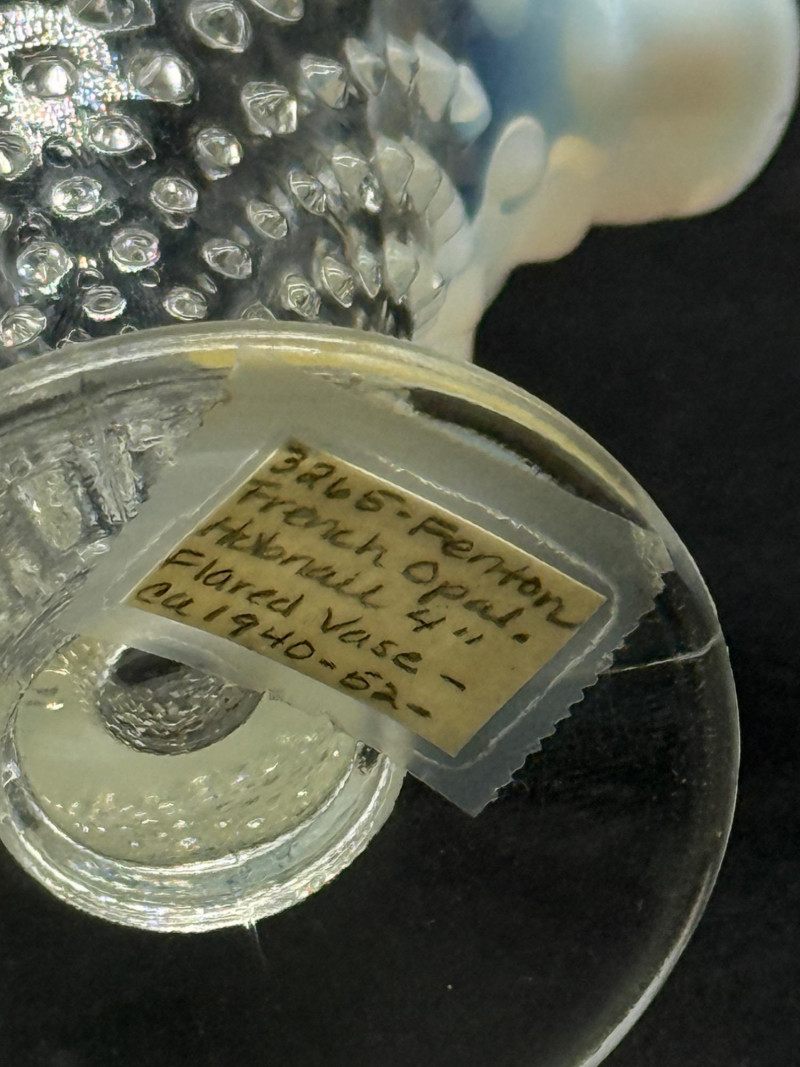 3265-Fenton
French Opal.
Hobnail 4"
Flared Vase-
Ca 1940-52-